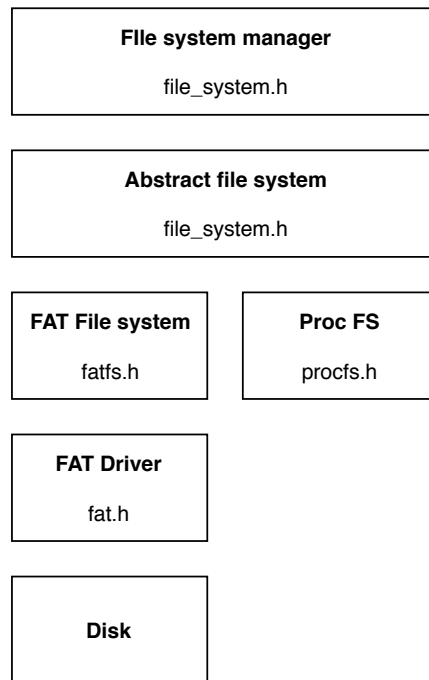 FIle system manager
file_system.h
Abstract file system
file_system.h
FAT File system
Proc FS
fatfs.h
procfs.h
FAT Driver
fat.h
Disk